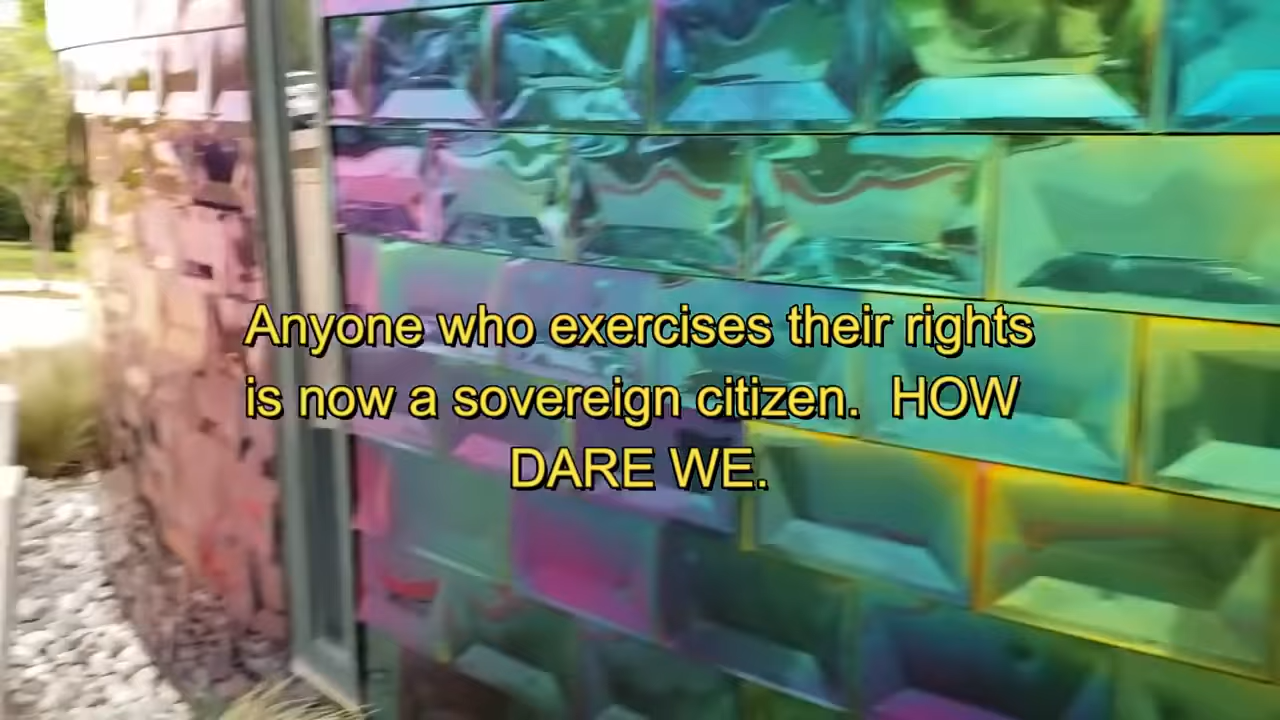 Anyone who exercises their rights
is now a sovereign citizen.  HOW
DARE WE.